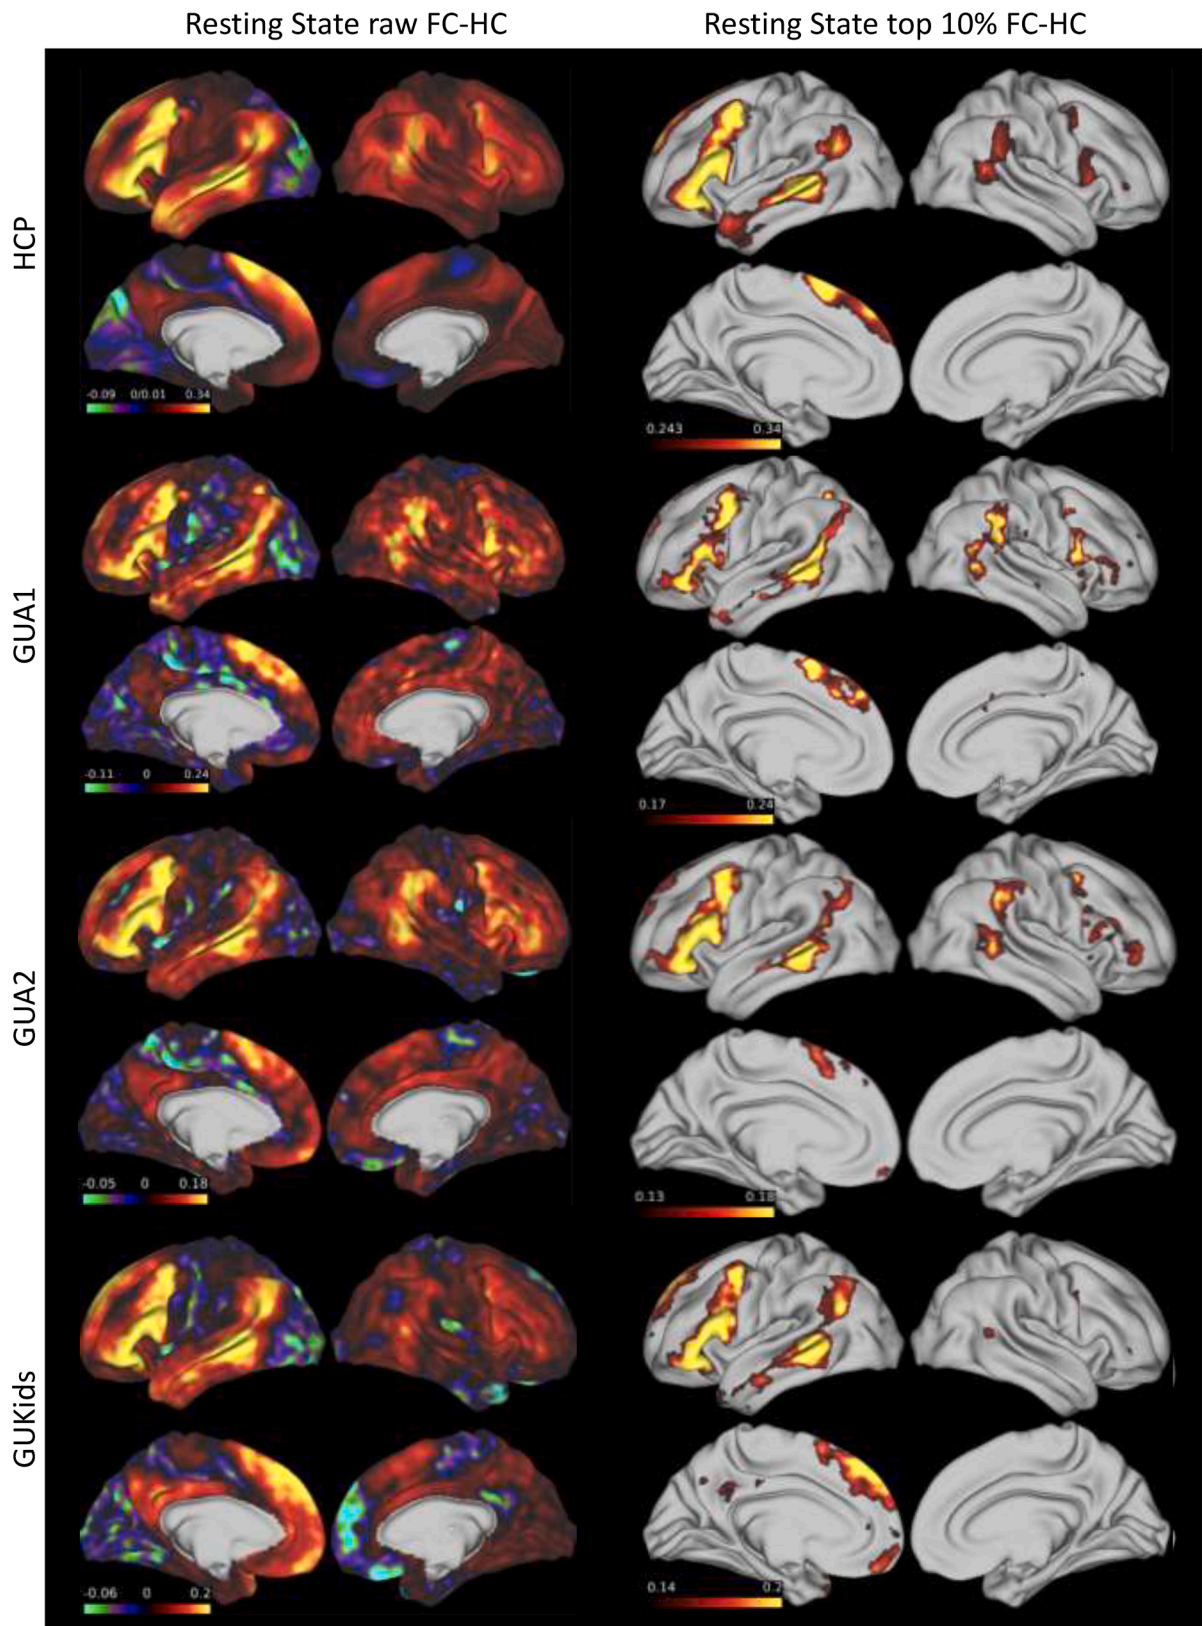 Resting State raw FC-HC
Resting State top 10% FC-HC
HCP
-0.09 0/0.01 0.34
0.243 0.34
GUA1
-0.11 0 0.24
0.17 0.24
GUA2
-0.05 0 0.18
0.13 0.18
GUKids
-0.06 0 0.2
0.14 0.2